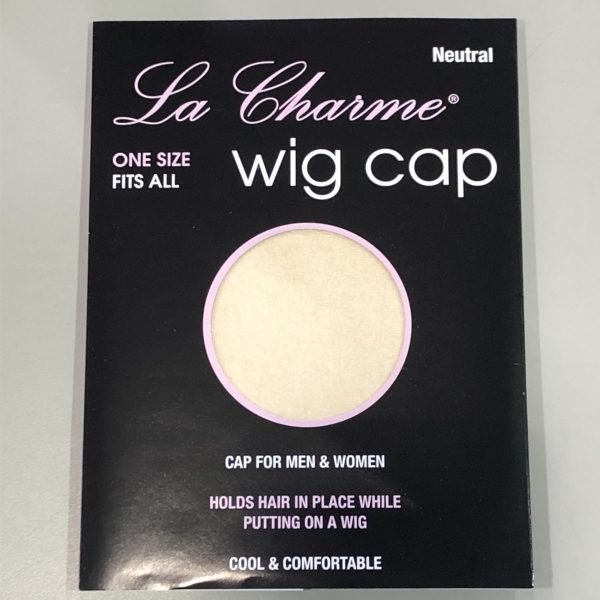 Neutral
La Charme®
ONE SIZE
FITS ALL
wig cap
CAP FOR MEN & WOMEN
HOLDS HAIR IN PLACE WHILE
PUTTING ON A WIG
COOL & COMFORTABLE